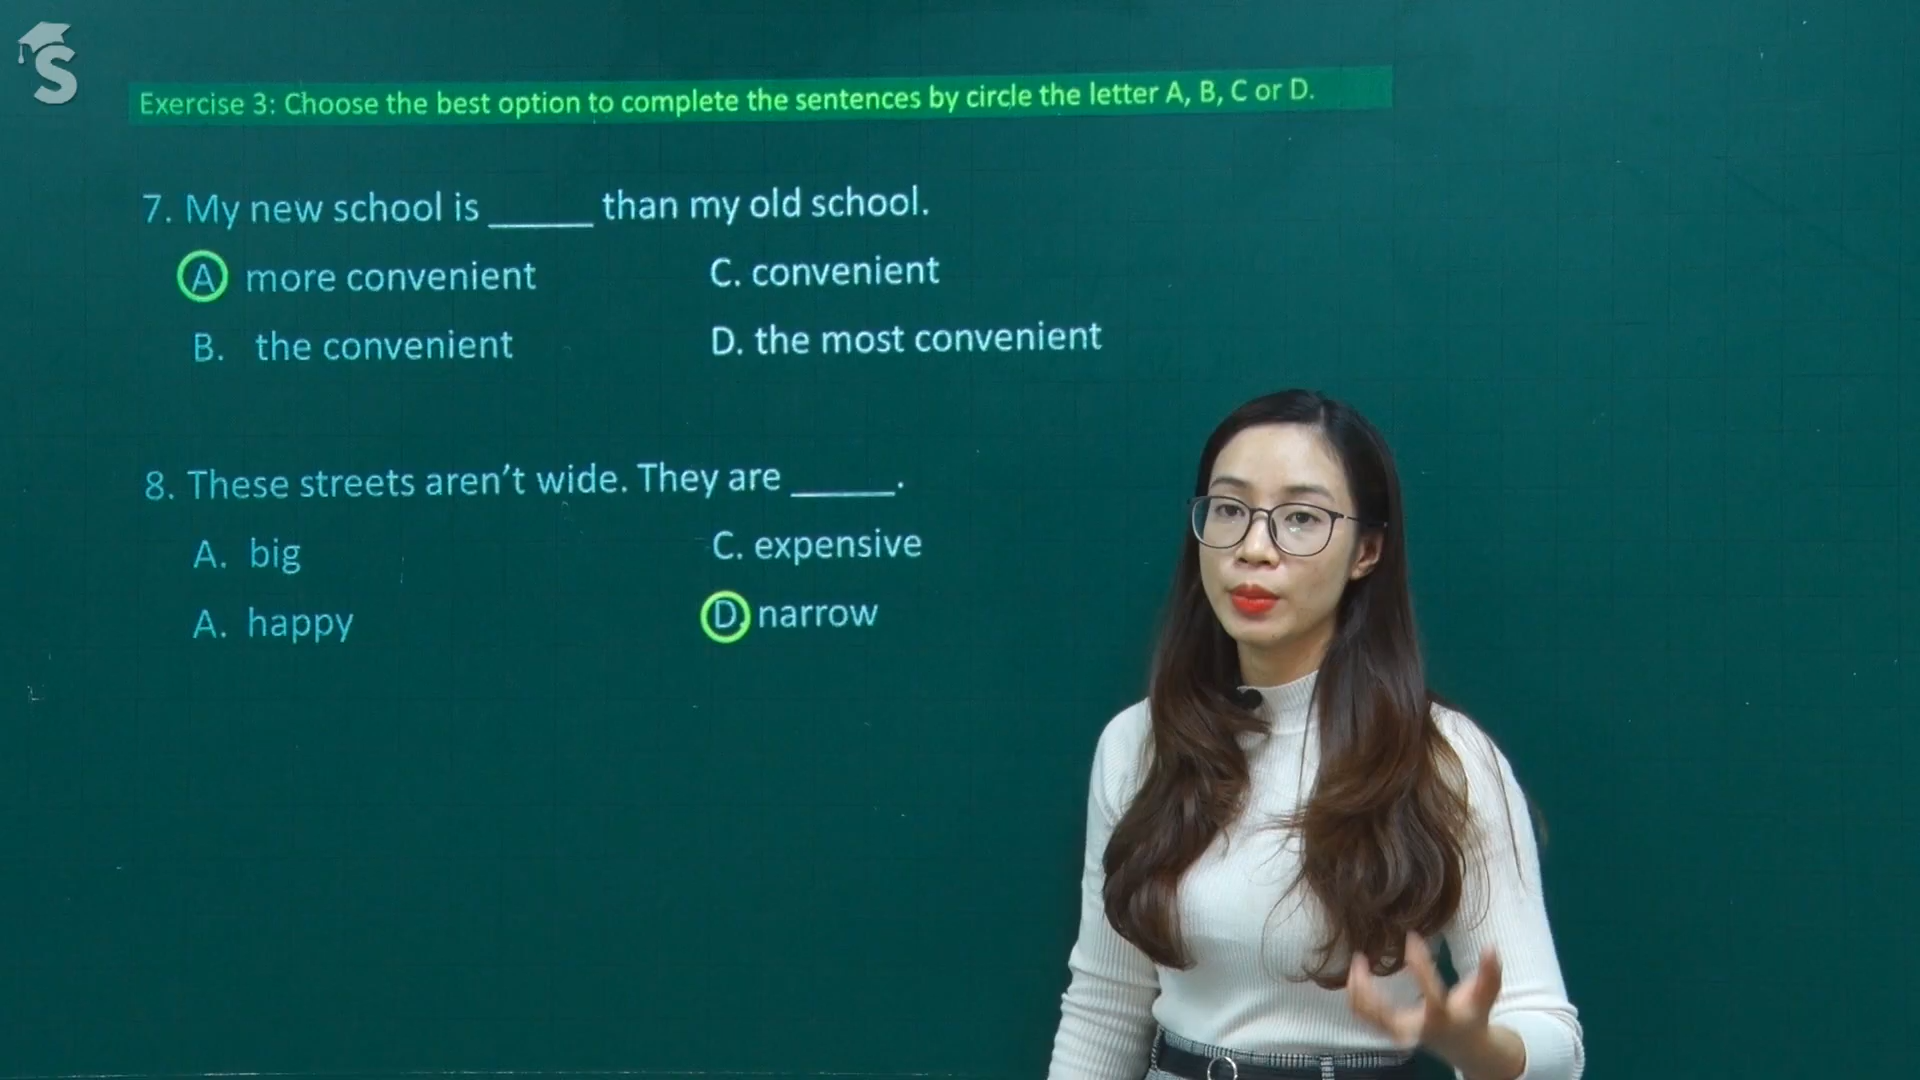 S
Exercise 3: Choose the best option to complete the sentences by circle the letter A, B, C or D.
7. My new school is ______ than my old school.
A more convenient
C. convenient
B. the convenient
D. the most convenient
8. These streets aren't wide. They are ______.
A. big
C. expensive
A. happy
D. narrow